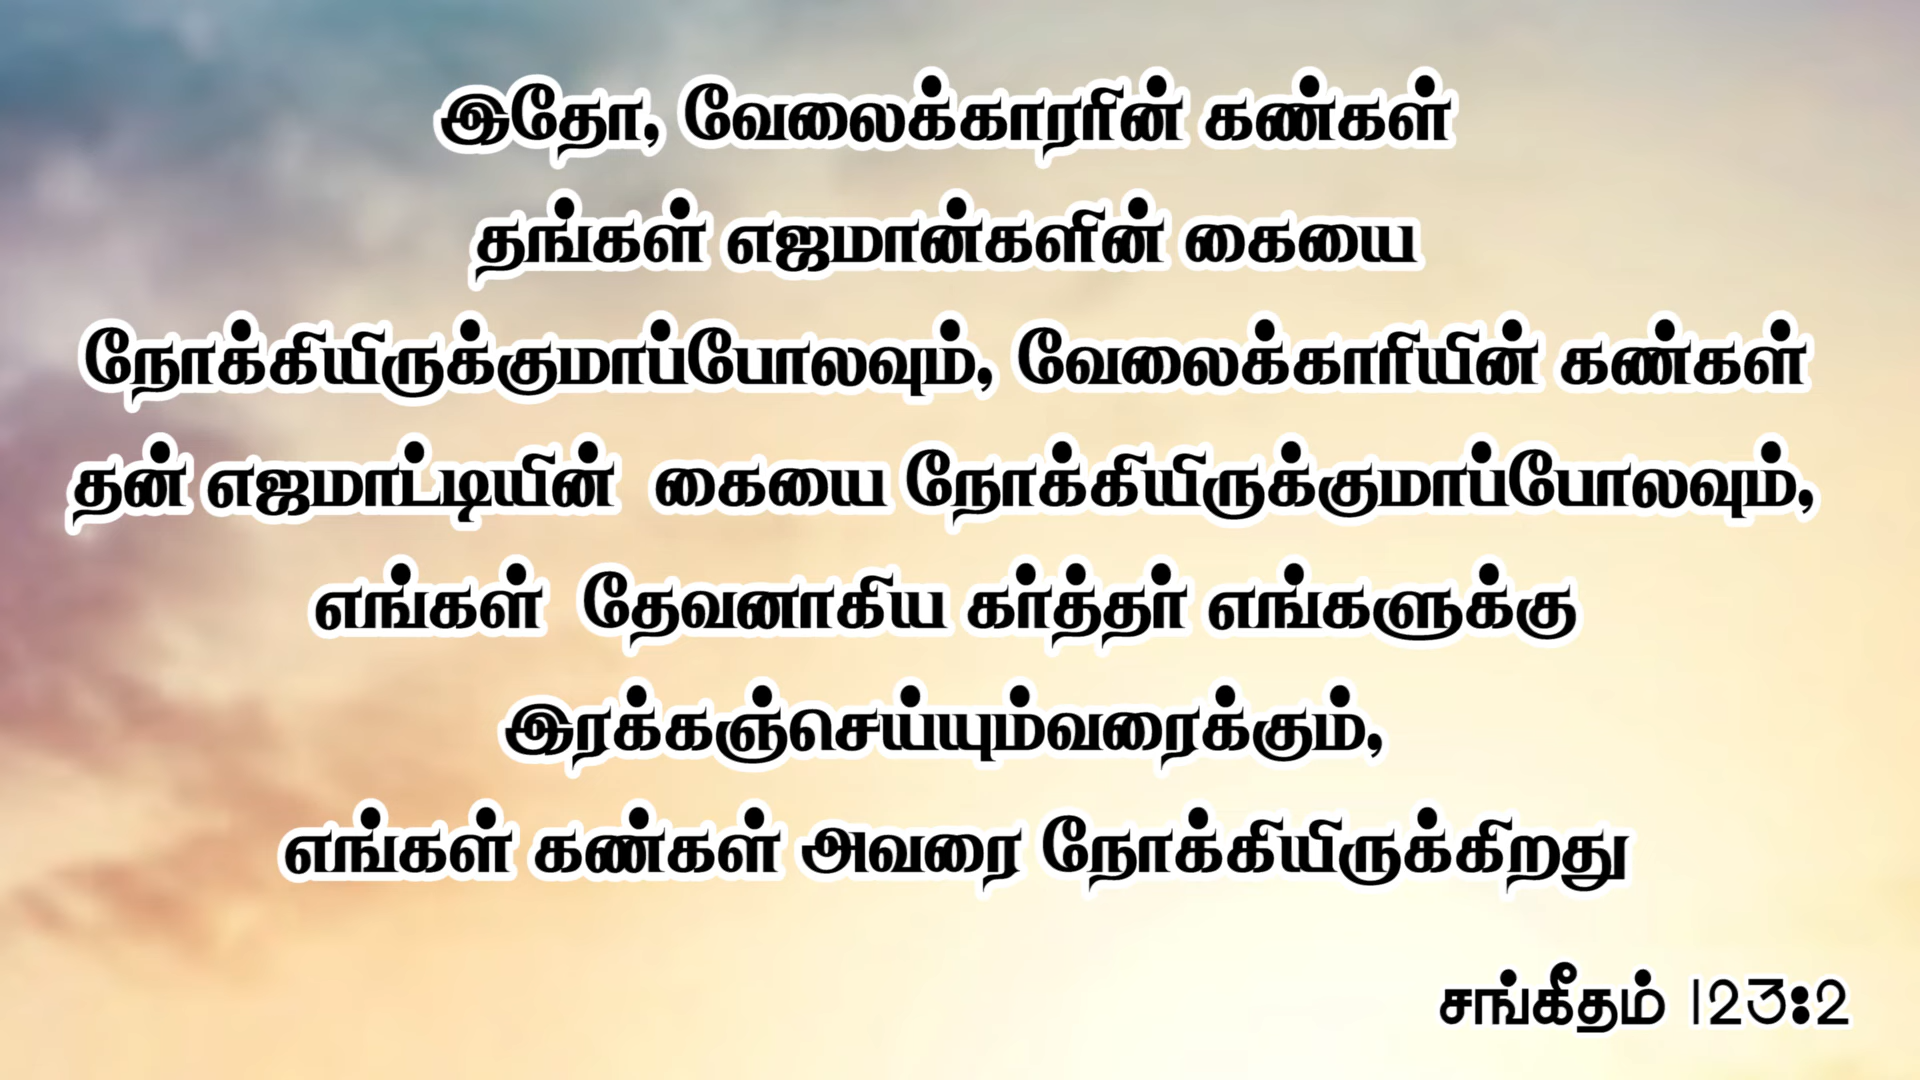 இதோ, வேலைக்காரரின் கண்கள்
தங்கள் எஜமான்களின் கையை
நோக்கியிருக்குமாப்போலவும், வேலைக்காரியின் கண்கள்
தன் எஜமாட்டியின் கையை நோக்கியிருக்குமாப்போலவும்,
எங்கள் தேவனாகிய கர்த்தர் எங்களுக்கு
இரக்கஞ்செய்யும்வரைக்கும்,
எங்கள் கண்கள் அவரை நோக்கியிருக்கிறது
சங்கீதம் 123:2